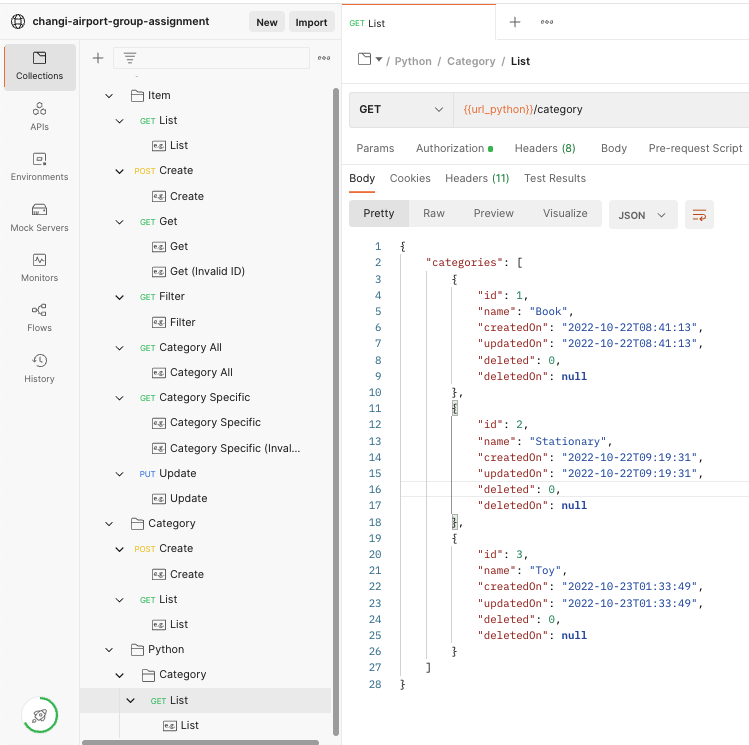 changi-airport-group-assignment
New
Import
Collections
APIs
Environments
Mock Servers
Monitors
Flows
History
Item
GET List
e.g. List
POST Create
e.g. Create
GET Get
e.g. Get
e.g. Get (Invalid ID)
GET Filter
e.g. Filter
GET Category All
e.g. Category All
GET Category Specific
e.g. Category Specific
e.g. Category Specific (Inval...
PUT Update
e.g. Update
Category
POST Create
e.g. Create
GET List
e.g. List
Python
Category
GET List
e.g. List
GET List
/ Python / Category / List
GET
{{url_python}}/category
Params Authorization Headers (8) Body Pre-request Script
Body Cookies Headers (11) Test Results
Pretty Raw Preview Visualize JSON
1 {
2 "categories": [
3 {
4 "id": 1,
5 "name": "Book",
6 "createdOn": "2022-10-22T08:41:13",
7 "updatedOn": "2022-10-22T08:41:13",
8 "deleted": 0,
9 "deletedOn": null
10 },
11 {
12 "id": 2,
13 "name": "Stationary",
14 "createdOn": "2022-10-22T09:19:31",
15 "updatedOn": "2022-10-22T09:19:31",
16 "deleted": 0,
17 "deletedOn": null
18 },
19 {
20 "id": 3,
21 "name": "Toy",
22 "createdOn": "2022-10-23T01:33:49",
23 "updatedOn": "2022-10-23T01:33:49",
24 "deleted": 0,
25 "deletedOn": null
26 }
27 ]
28 }